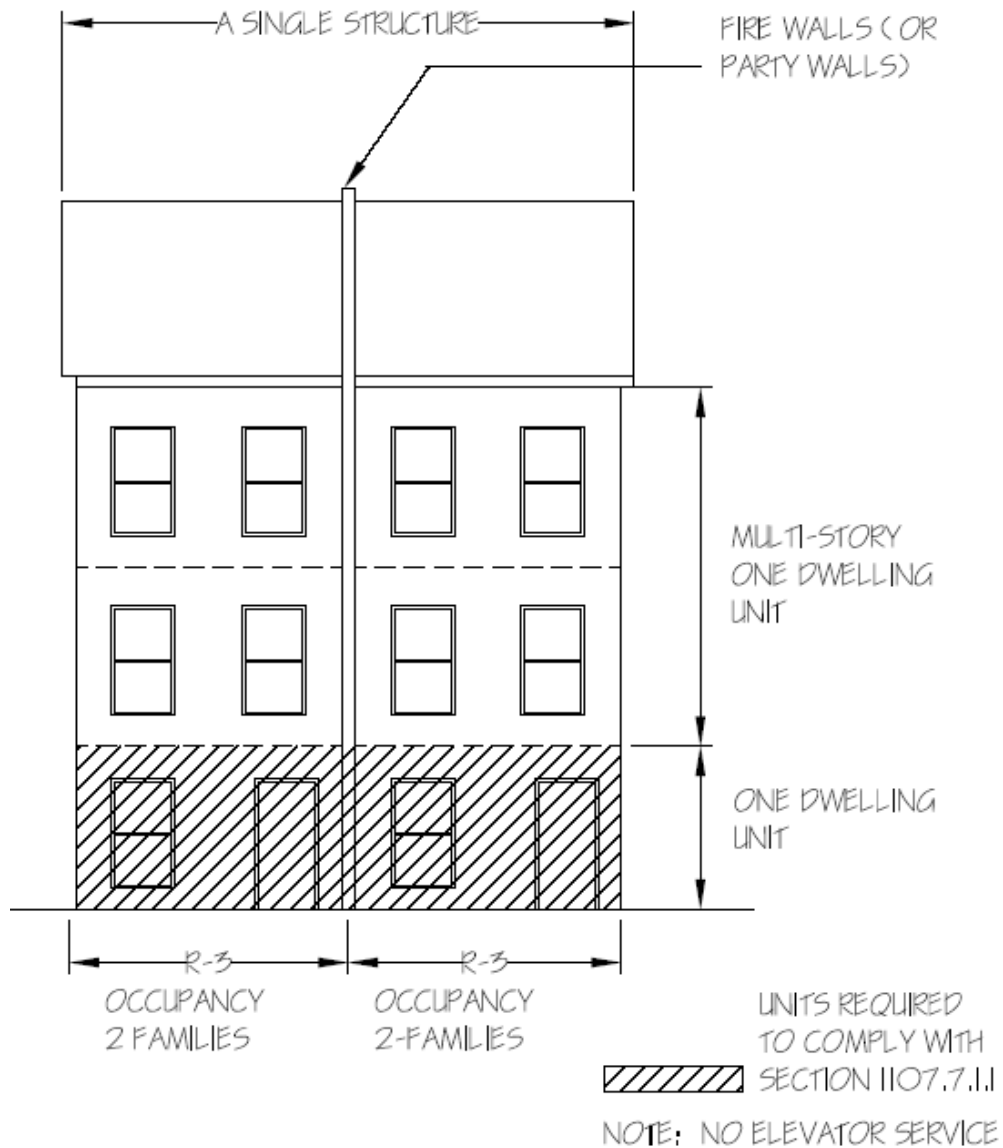 A SINGLE STRUCTURE
FIRE WALLS ( OR
PARTY WALLS)
MULTI-STORY
ONE DWELLING
UNIT
ONE DWELLING
UNIT
R-3
OCCUPANCY
2 FAMILIES
R-3
OCCUPANCY
2-FAMILIES
UNITS REQUIRED
TO COMPLY WITH
SECTION 1107.7.1.1
NOTE: NO ELEVATOR SERVICE